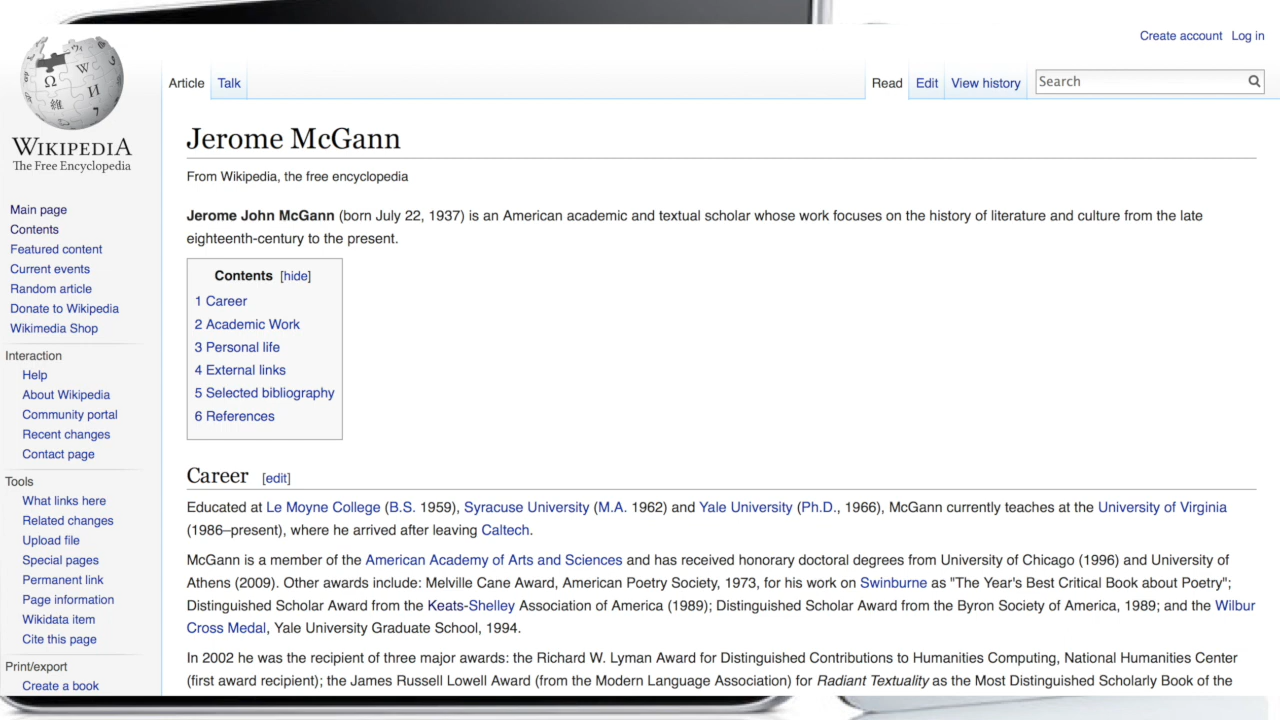 Create account Log in
Article Talk Read Edit View history Search
WIKIPEDIA
The Free Encyclopedia
Main page
Contents
Featured content
Current events
Random article
Donate to Wikipedia
Wikimedia Shop
Interaction
Help
About Wikipedia
Community portal
Recent changes
Contact page
Tools
What links here
Related changes
Upload file
Special pages
Permanent link
Page information
Wikidata item
Cite this page
Print/export
Create a book
Jerome McGann
From Wikipedia, the free encyclopedia
Jerome John McGann (born July 22, 1937) is an American academic and textual scholar whose work focuses on the history of literature and culture from the late
eighteenth-century to the present.
Contents [hide]
1 Career
2 Academic Work
3 Personal life
4 External links
5 Selected bibliography
6 References
Career [edit]
Educated at Le Moyne College (B.S. 1959), Syracuse University (M.A. 1962) and Yale University (Ph.D., 1966), McGann currently teaches at the University of Virginia
(1986–present), where he arrived after leaving Caltech.
McGann is a member of the American Academy of Arts and Sciences and has received honorary doctoral degrees from University of Chicago (1996) and University of
Athens (2009). Other awards include: Melville Cane Award, American Poetry Society, 1973, for his work on Swinburne as "The Year's Best Critical Book about Poetry";
Distinguished Scholar Award from the Keats-Shelley Association of America (1989); Distinguished Scholar Award from the Byron Society of America, 1989; and the Wilbur
Cross Medal, Yale University Graduate School, 1994.
In 2002 he was the recipient of three major awards: the Richard W. Lyman Award for Distinguished Contributions to Humanities Computing, National Humanities Center
(first award recipient); the James Russell Lowell Award (from the Modern Language Association) for Radiant Textuality as the Most Distinguished Scholarly Book of the